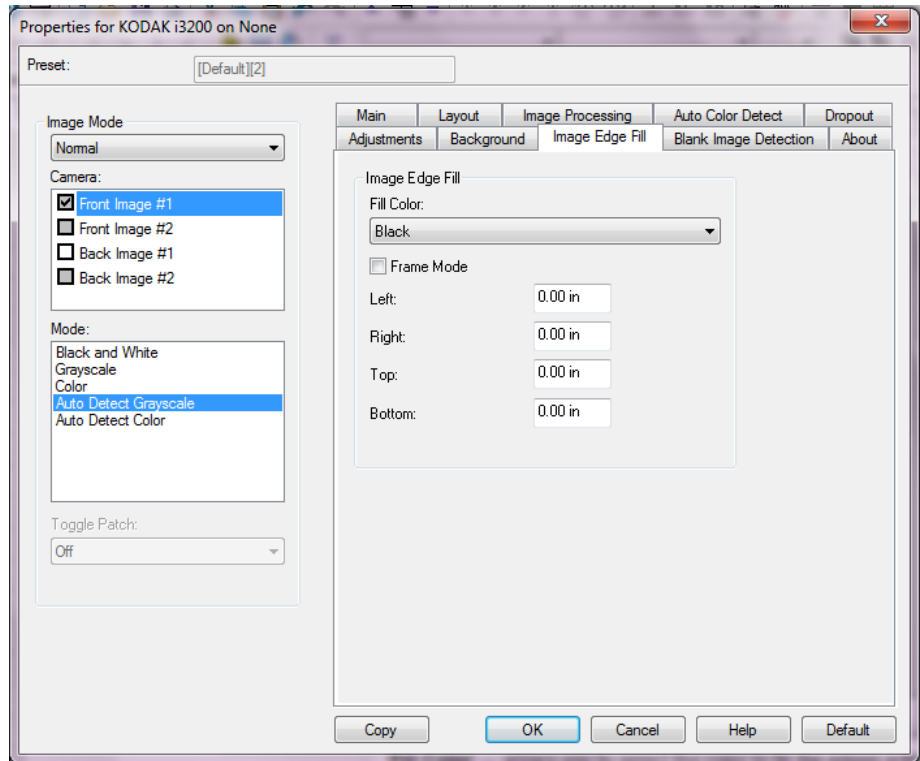 Properties for KODAK i3200 on None
Preset:
[Default][2]
Image Mode
Normal
Camera:
Front Image #1
Front Image #2
Back Image #1
Back Image #2
Mode:
Black and White
Grayscale
Color
Auto Detect Grayscale
Auto Detect Color
Toggle Patch:
Off
Main Layout Image Processing Auto Color Detect Dropout
Adjustments Background Image Edge Fill Blank Image Detection About
Image Edge Fill
Fill Color:
Black
Frame Mode
Left: 0.00 in
Right: 0.00 in
Top: 0.00 in
Bottom: 0.00 in
Copy OK Cancel Help Default